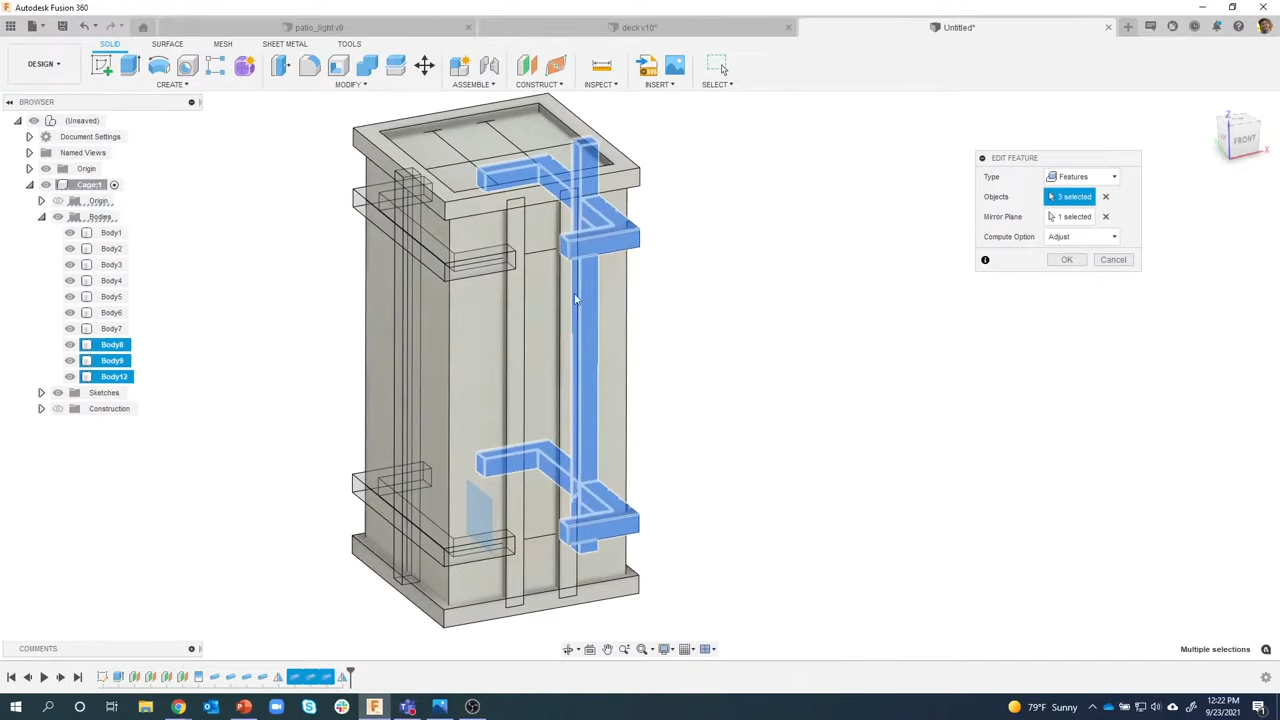 Autodesk Fusion 360
patio_light v9
deck v10*
Untitled*
SOLID SURFACE MESH SHEET METAL TOOLS
DESIGN
CREATE MODIFY ASSEMBLE CONSTRUCT INSPECT INSERT SELECT
BROWSER
(Unsaved)
Document Settings
Named Views
Origin
Cage:1
Origin
Bodies
Body1
Body2
Body3
Body4
Body5
Body6
Body7
Body8
Body9
Body12
Sketches
Construction
Z
FRONT
X
EDIT FEATURE
Type Features
Objects 3 selected
Mirror Plane 1 selected
Compute Option Adjust
OK Cancel
COMMENTS
Multiple selections
79°F Sunny
12:22 PM
9/23/2021